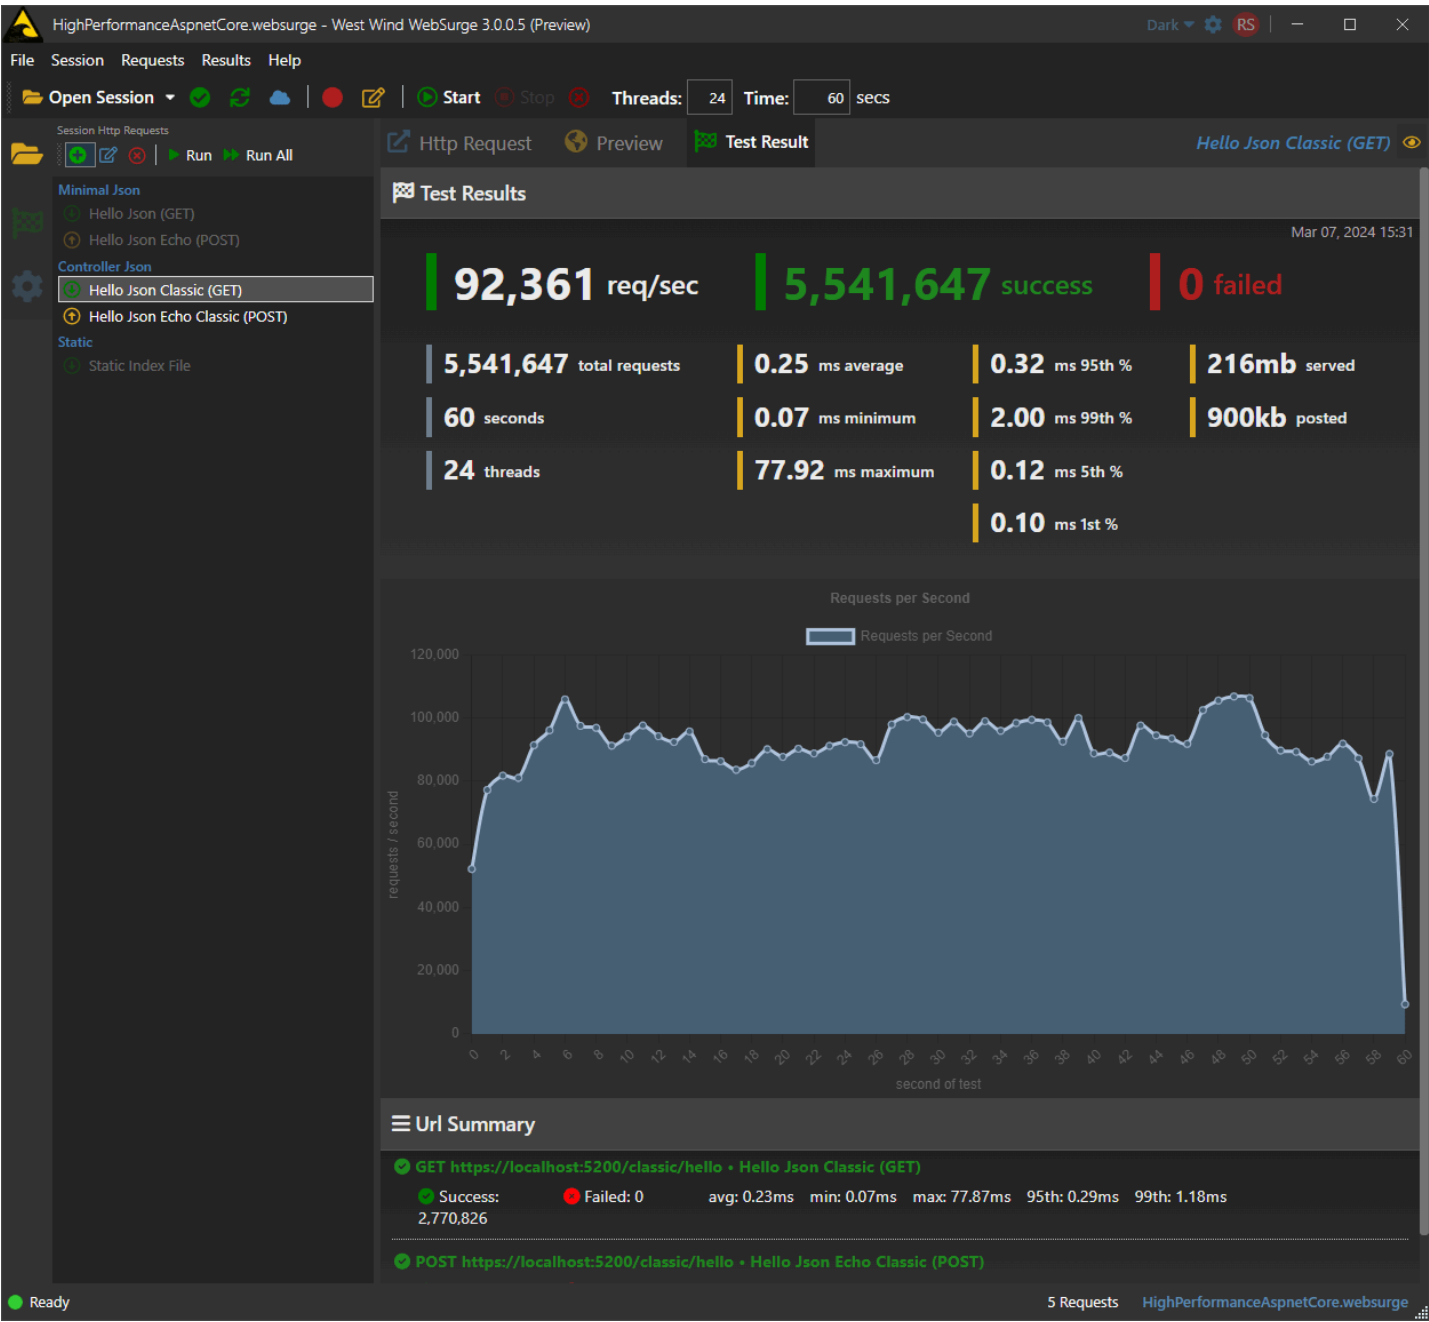 HighPerformanceAspnetCore.websurge - West Wind WebSurge 3.0.0.5 (Preview)
Dark
RS
File Session Requests Results Help
Open Session Start Stop Threads: 24 Time: 60 secs
Session Http Requests
Run Run All
Minimal Json
Hello Json (GET)
Hello Json Echo (POST)
Controller Json
Hello Json Classic (GET)
Hello Json Echo Classic (POST)
Static
Static Index File
Http Request Preview Test Result Hello Json Classic (GET)
Test Results
Mar 07, 2024 15:31
92,361 req/sec 5,541,647 success 0 failed
5,541,647 total requests 0.25 ms average 0.32 ms 95th % 216mb served
60 seconds 0.07 ms minimum 2.00 ms 99th % 900kb posted
24 threads 77.92 ms maximum 0.12 ms 5th %
0.10 ms 1st %
Requests per Second
Requests per Second
120,000
100,000
80,000
60,000
40,000
20,000
0
requests / second
0 2 4 6 8 10 12 14 16 18 20 22 24 26 28 30 32 34 36 38 40 42 44 46 48 50 52 54 56 58 60
second of test
Url Summary
GET https://localhost:5200/classic/hello • Hello Json Classic (GET)
Success: Failed: 0 avg: 0.23ms min: 0.07ms max: 77.87ms 95th: 0.29ms 99th: 1.18ms
2,770,826
POST https://localhost:5200/classic/hello • Hello Json Echo Classic (POST)
Ready 5 Requests HighPerformanceAspnetCore.websurge